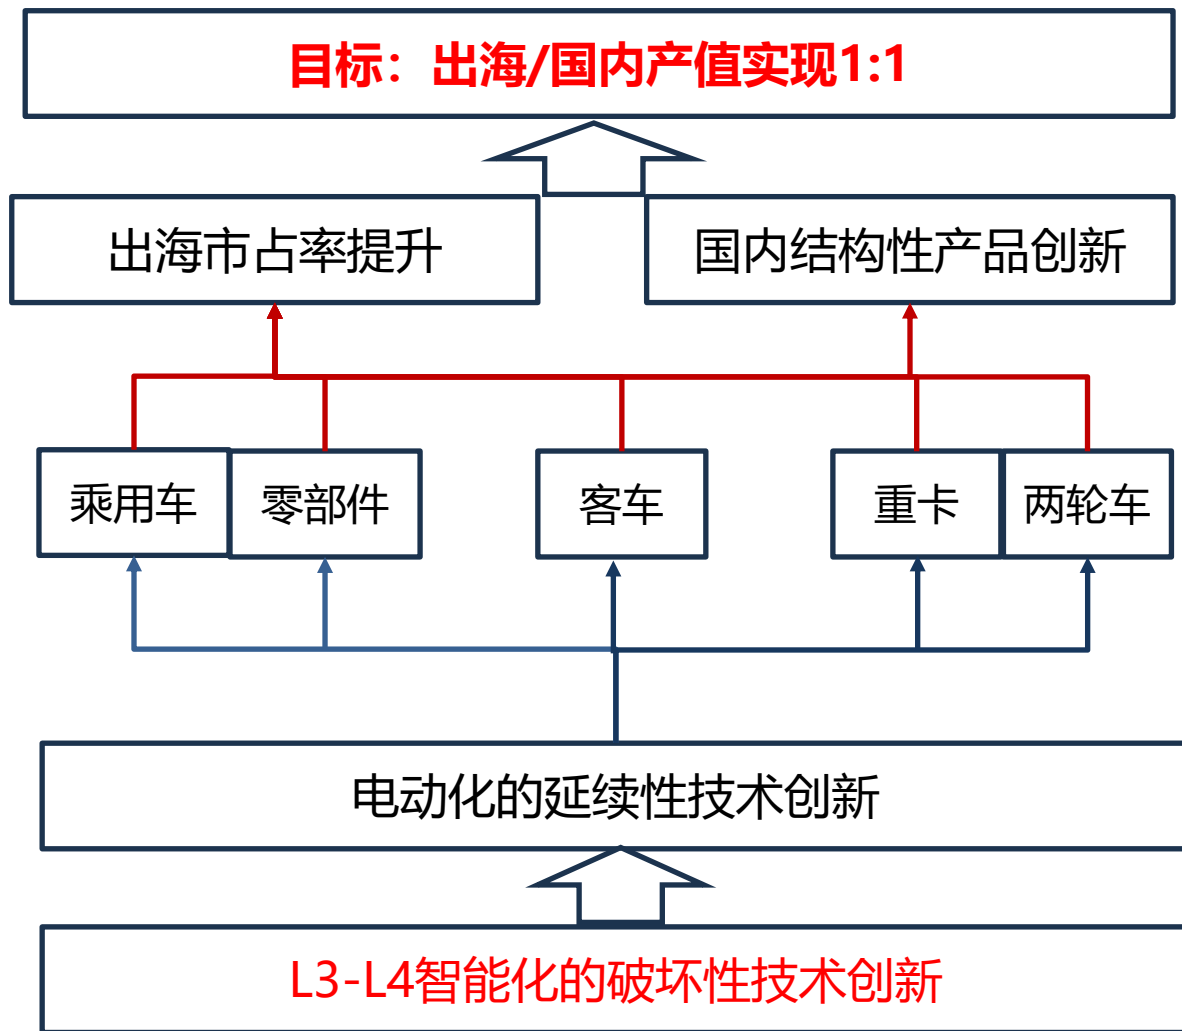 目标：出海/国内产值实现1:1
出海市占率提升
国内结构性产品创新
乘用车
零部件
客车
重卡
两轮车
电动化的延续性技术创新
L3-L4智能化的破坏性技术创新